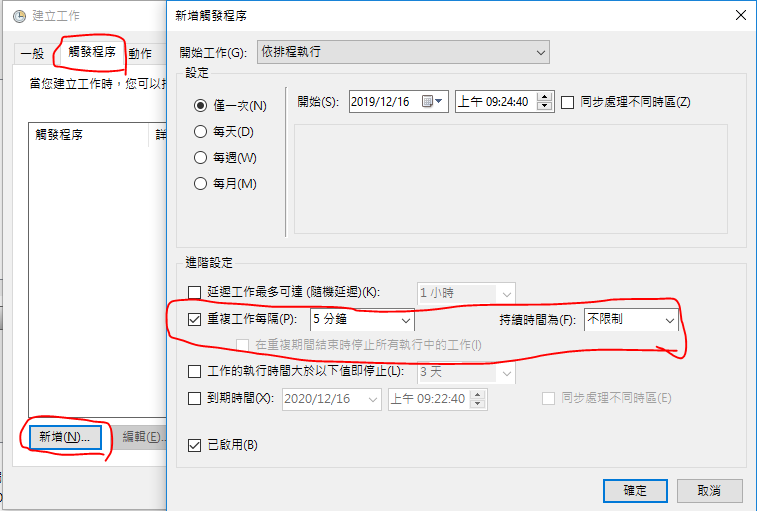 建立工作
一般 觸發程序 動作
當您建立工作時，您可以
觸發程序
新增(N)... 編輯(E)...
新增觸發程序
開始工作(G): 依排程執行
設定
僅一次(N)
每天(D)
每週(W)
每月(M)
開始(S): 2019/12/16 上午 09:24:40 同步處理不同時區(Z)
進階設定
延遲工作最多可達 (隨機延遲)(K): 1 小時
重複工作每隔(P): 5 分鐘 持續時間為(F): 不限制
在重複期間結束時停止所有執行中的工作(I)
工作的執行時間大於以下值即停止(L): 3 天
到期時間(X): 2020/12/16 上午 09:22:40 同步處理不同時區(E)
已啟用(B)
確定 取消